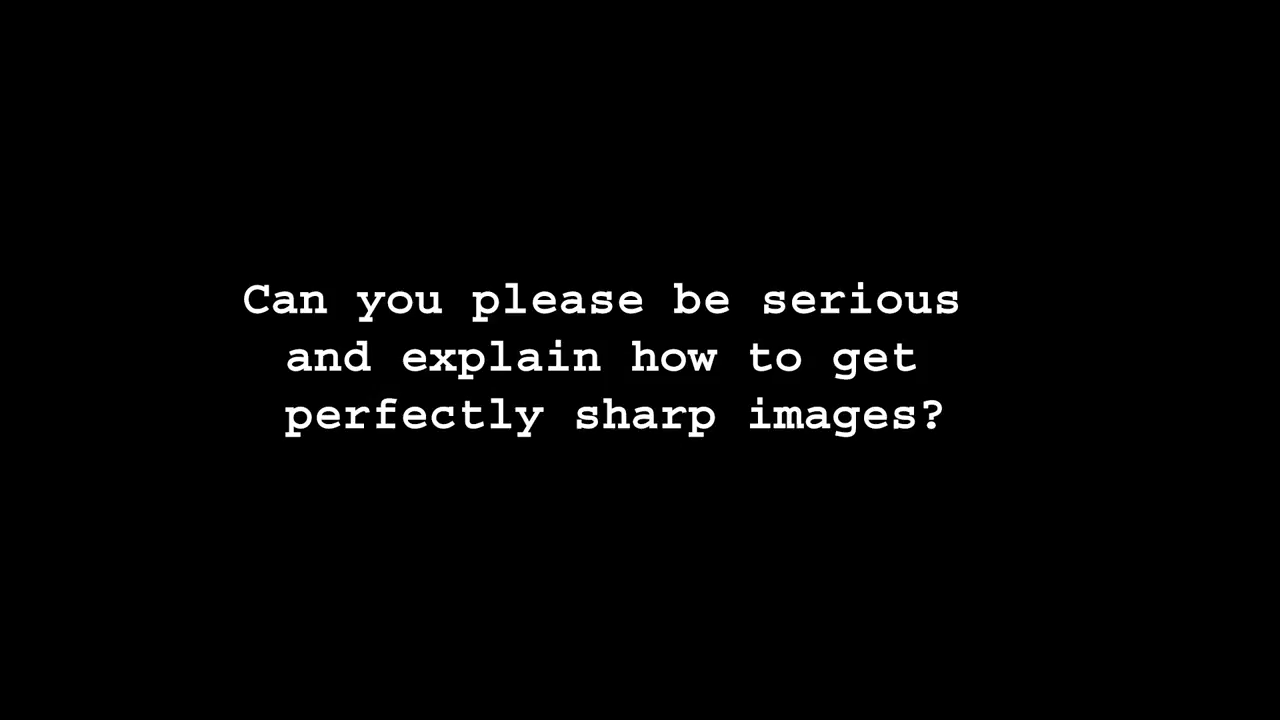 Can you please be serious
and explain how to get
perfectly sharp images?